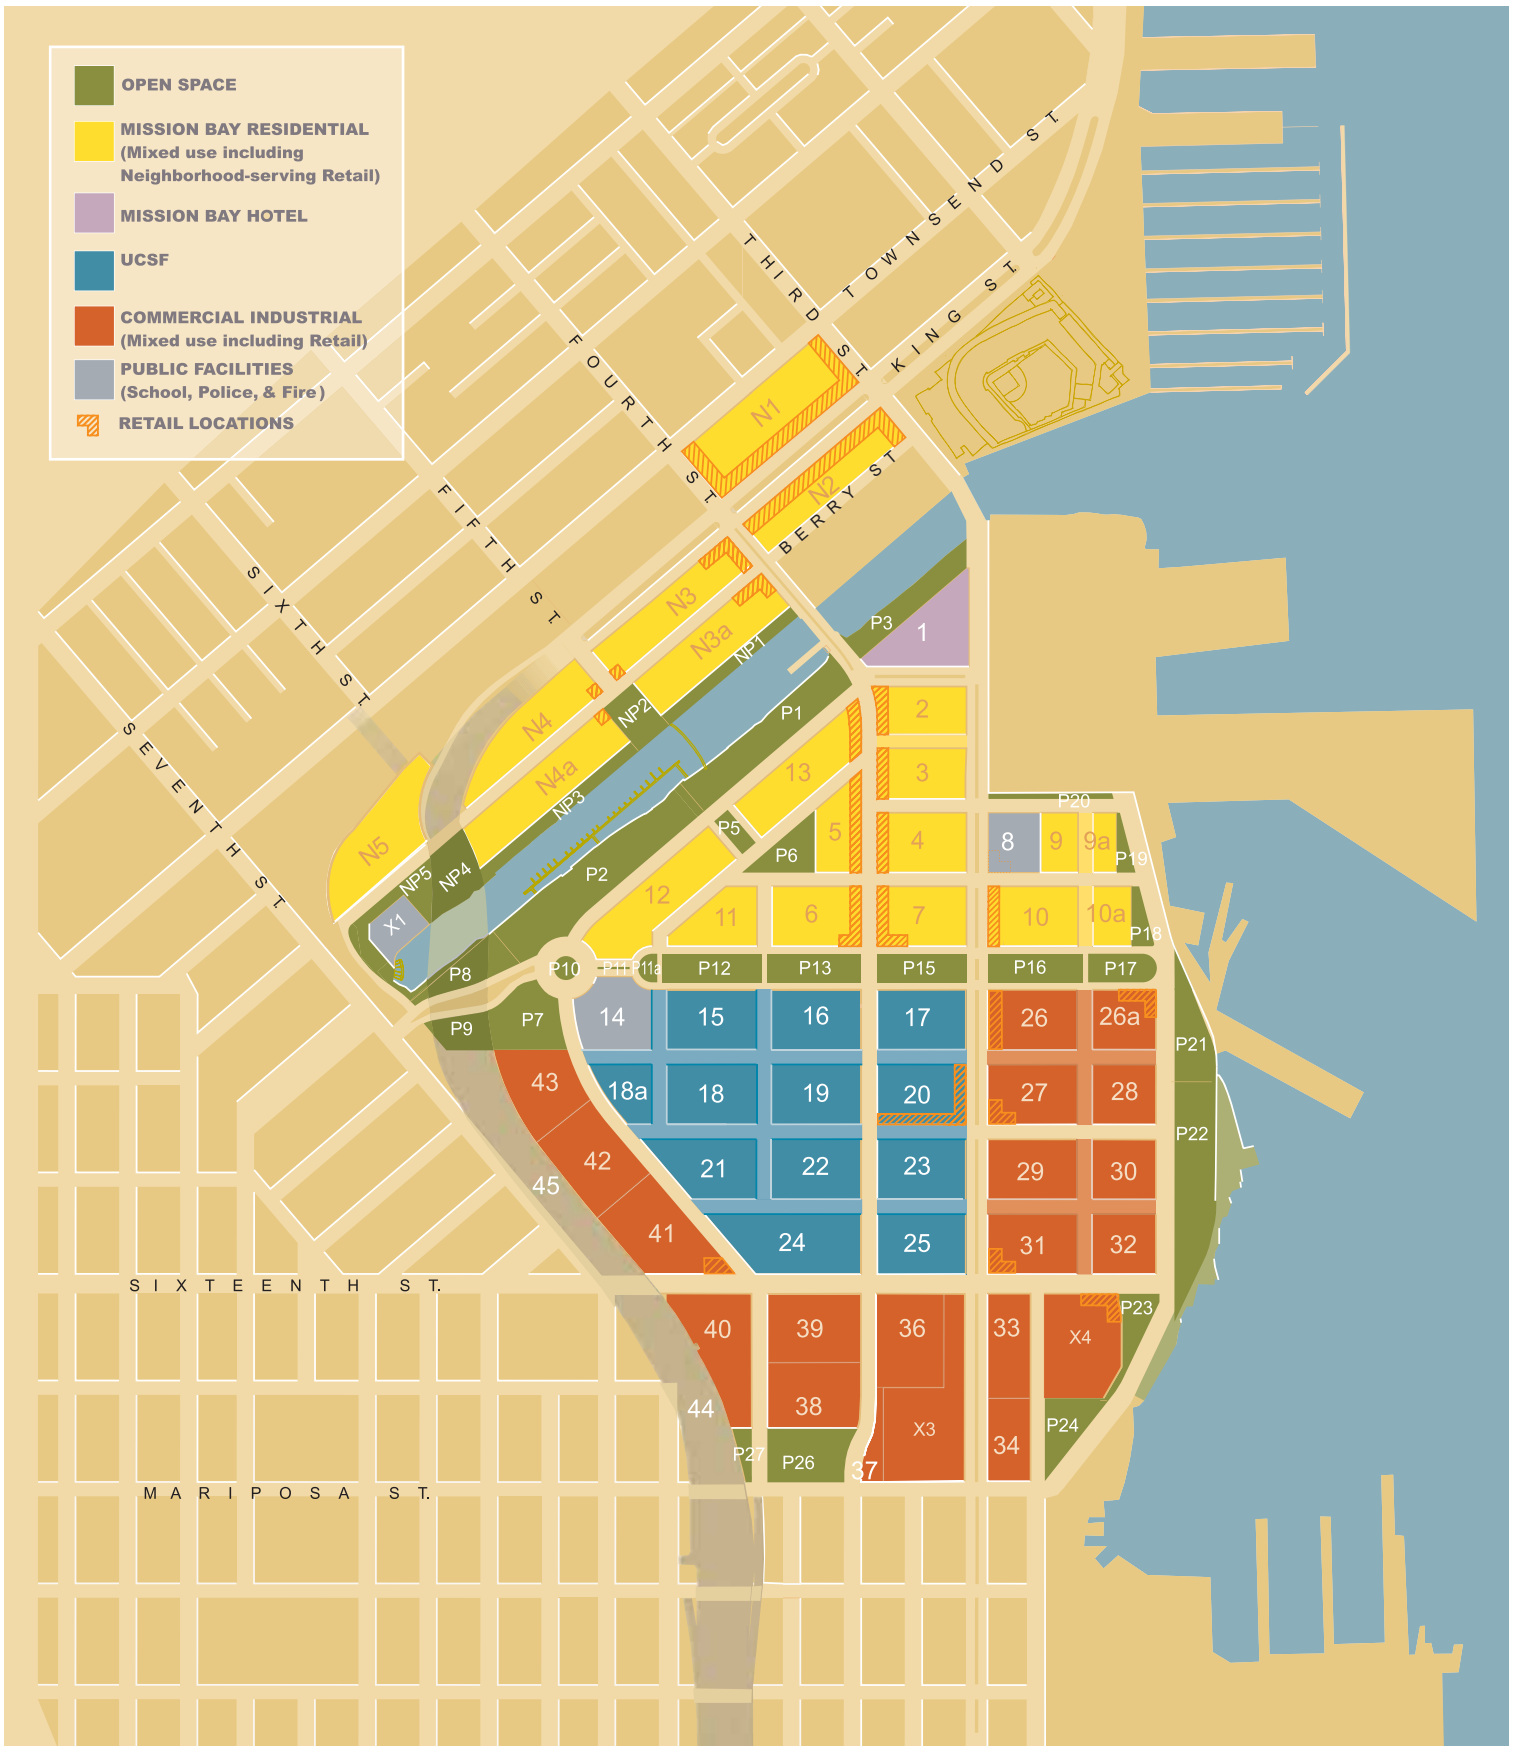 OPEN SPACE
MISSION BAY RESIDENTIAL
(Mixed use including
Neighborhood-serving Retail)
MISSION BAY HOTEL
UCSF
COMMERCIAL INDUSTRIAL
(Mixed use including Retail)
PUBLIC FACILITIES
(School, Police, & Fire)
RETAIL LOCATIONS
TOWNSEND ST.
THIRD ST.
KING ST.
FOURTH ST.
BERRY ST
FIFTH ST.
SIXTH ST.
SEVENTH ST.
N1
N2
N3
N3a
NP1
P3
1
N4
NP2
P1
2
N4a
13
3
NP3
P20
P5
5
4
8
9
9a
N5
P6
P19
NP5
NP4
P2
12
11
6
7
10
10a
X1
P18
P8
P10
P11
P11a
P12
P13
P15
P16
P17
P9
P7
14
15
16
17
26
26a
P21
43
18a
18
19
20
27
28
P22
42
45
21
22
23
29
30
41
24
25
31
32
SIXTEENTH ST.
P23
40
39
36
33
X4
44
38
X3
34
P24
P27
P26
37
MARIPOSA ST.